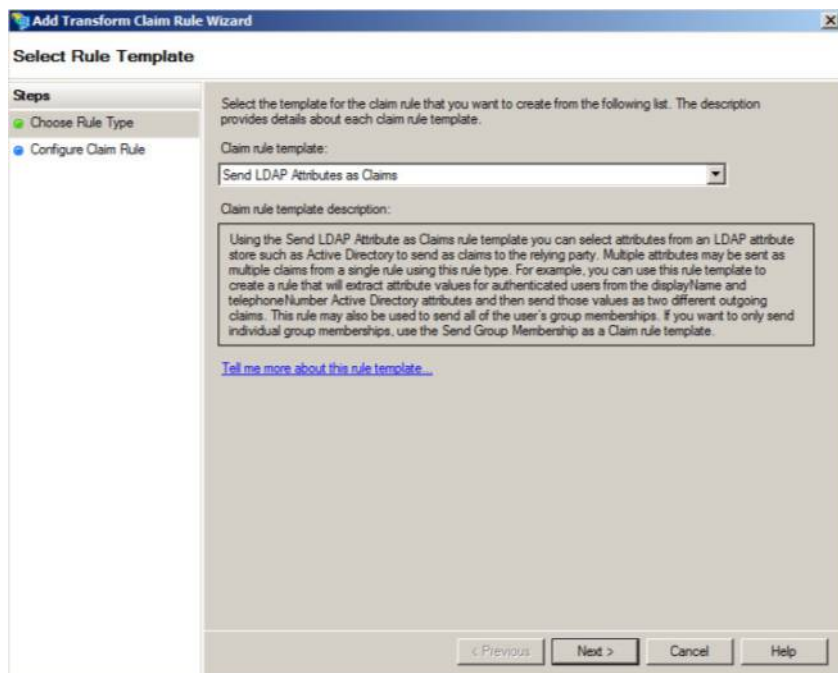 Add Transform Claim Rule Wizard
Select Rule Template
Steps
Choose Rule Type
Configure Claim Rule
Select the template for the claim rule that you want to create from the following list. The description
provides details about each claim rule template.
Claim rule template:
Send LDAP Attributes as Claims
Claim rule template description:
Using the Send LDAP Attribute as Claims rule template you can select attributes from an LDAP attribute
store such as Active Directory to send as claims to the relying party. Multiple attributes may be sent as
multiple claims from a single rule using this rule type. For example, you can use this rule template to
create a rule that will extract attribute values for authenticated users from the displayName and
telephoneNumber Active Directory attributes and then send those values as two different outgoing
claims. This rule may also be used to send all of the user's group memberships. If you want to only send
individual group memberships, use the Send Group Membership as a Claim rule template.
Tell me more about this rule template...
< Previous
Next >
Cancel
Help